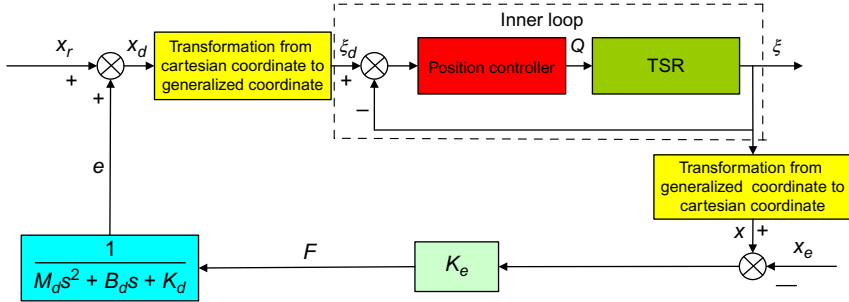 Inner loop
x_r
+
x_d
+
Transformation from
cartesian coordinate to
generalized coordinate
ξ_d
+
−
Position controller
Q
TSR
ξ
e
Transformation from
generalized coordinate to
cartesian coordinate
x
+
x_e
—
K_e
F
1
M_d s² + B_d s + K_d